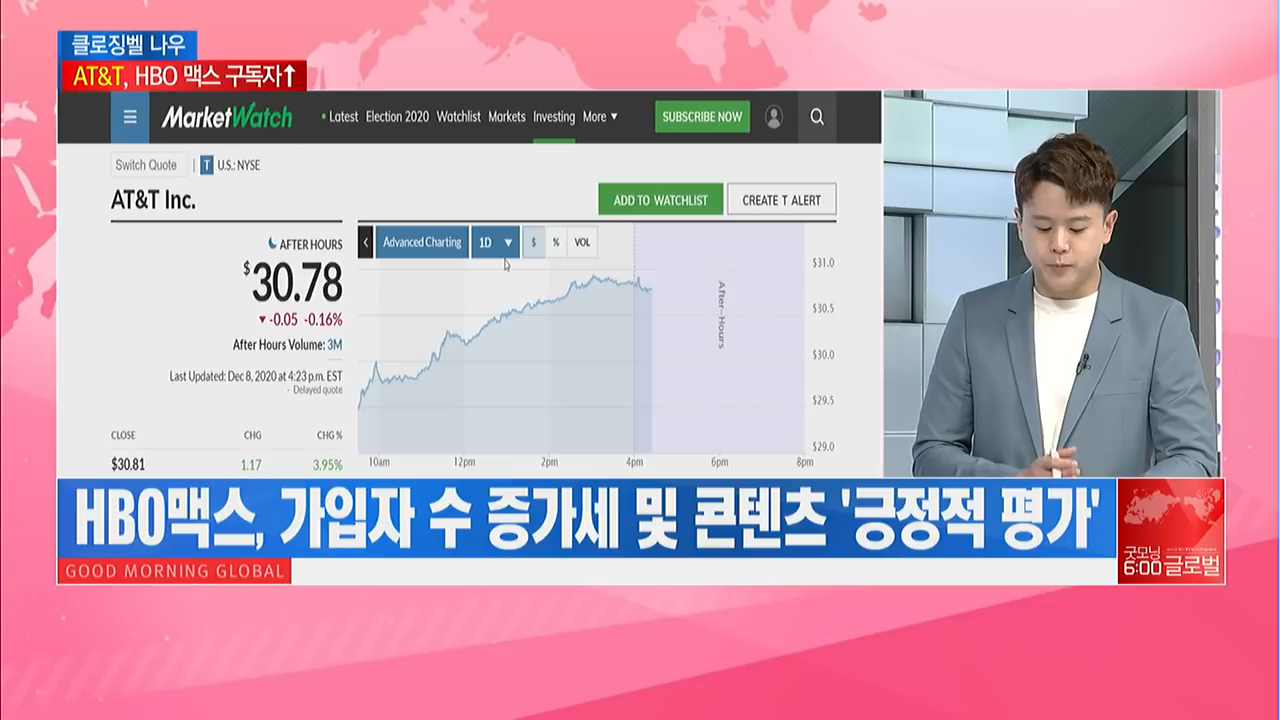 클로징벨 나우
AT&T, HBO 맥스 구독자↑
MarketWatch
Latest Election 2020 Watchlist Markets Investing More ▼
SUBSCRIBE NOW
Switch Quote | T U.S.: NYSE
AT&T Inc.
ADD TO WATCHLIST
CREATE T ALERT
AFTER HOURS
$30.78
▼ -0.05 -0.16%
After Hours Volume: 3M
Last Updated: Dec 8, 2020 at 4:23 p.m. EST
Delayed quote
CLOSE CHG CHG %
$30.81 1.17 3.95%
Advanced Charting 1D ▼ $ % VOL
After-Hours
$31.0
$30.5
$30.0
$29.5
$29.0
10am 12pm 2pm 4pm 6pm 8pm
HBO맥스, 가입자 수 증가세 및 콘텐츠 '긍정적 평가'
GOOD MORNING GLOBAL
굿모닝
6:00 글로벌